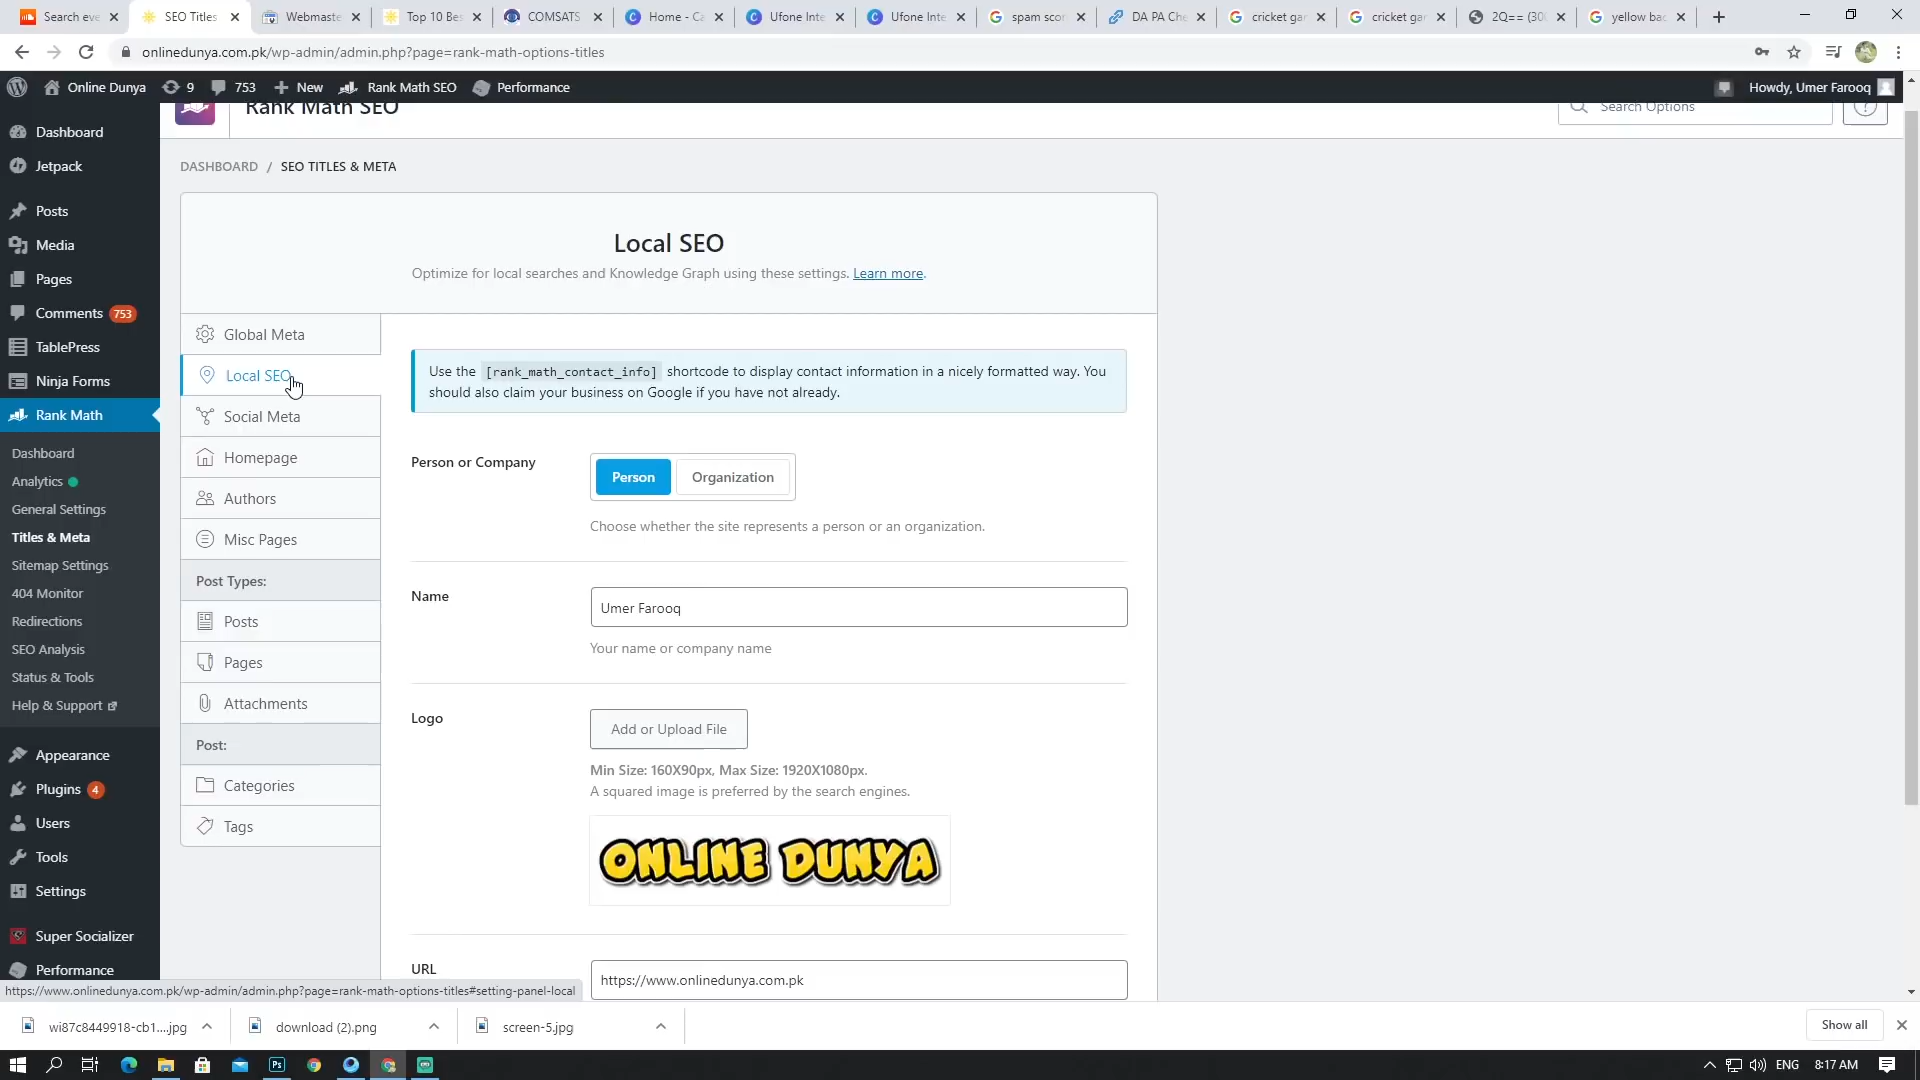 Search eve
SEO Titles
Webmaste
Top 10 Be
COMSATS
Home - Ca
Ufone Inte
Ufone Inte
spam scor
DA PA Che
cricket gar
cricket gar
2Q== (300
yellow bac
onlinedunya.com.pk/wp-admin/admin.php?page=rank-math-options-titles
Online Dunya 9 753 New Rank Math SEO Performance Howdy, Umer Farooq
Rank Math SEO
Search Options
DASHBOARD / SEO TITLES & META
Dashboard
Jetpack
Posts
Media
Pages
Comments 753
TablePress
Ninja Forms
Rank Math
Dashboard
Analytics
General Settings
Titles & Meta
Sitemap Settings
404 Monitor
Redirections
SEO Analysis
Status & Tools
Help & Support
Appearance
Plugins 4
Users
Tools
Settings
Super Socializer
Performance
Local SEO
Optimize for local searches and Knowledge Graph using these settings. Learn more.
Global Meta
Local SEO
Social Meta
Homepage
Authors
Misc Pages
Post Types:
Posts
Pages
Attachments
Post:
Categories
Tags
Use the [rank_math_contact_info] shortcode to display contact information in a nicely formatted way. You
should also claim your business on Google if you have not already.
Person or Company
Person Organization
Choose whether the site represents a person or an organization.
Name
Umer Farooq
Your name or company name
Logo
Add or Upload File
Min Size: 160X90px, Max Size: 1920X1080px.
A squared image is preferred by the search engines.
ONLINE DUNYA
URL
https://www.onlinedunya.com.pk
https://www.onlinedunya.com.pk/wp-admin/admin.php?page=rank-math-options-titles#setting-panel-local
wi87c8449918-cb1....jpg
download (2).png
screen-5.jpg
Show all
Ps
ENG 8:17 AM